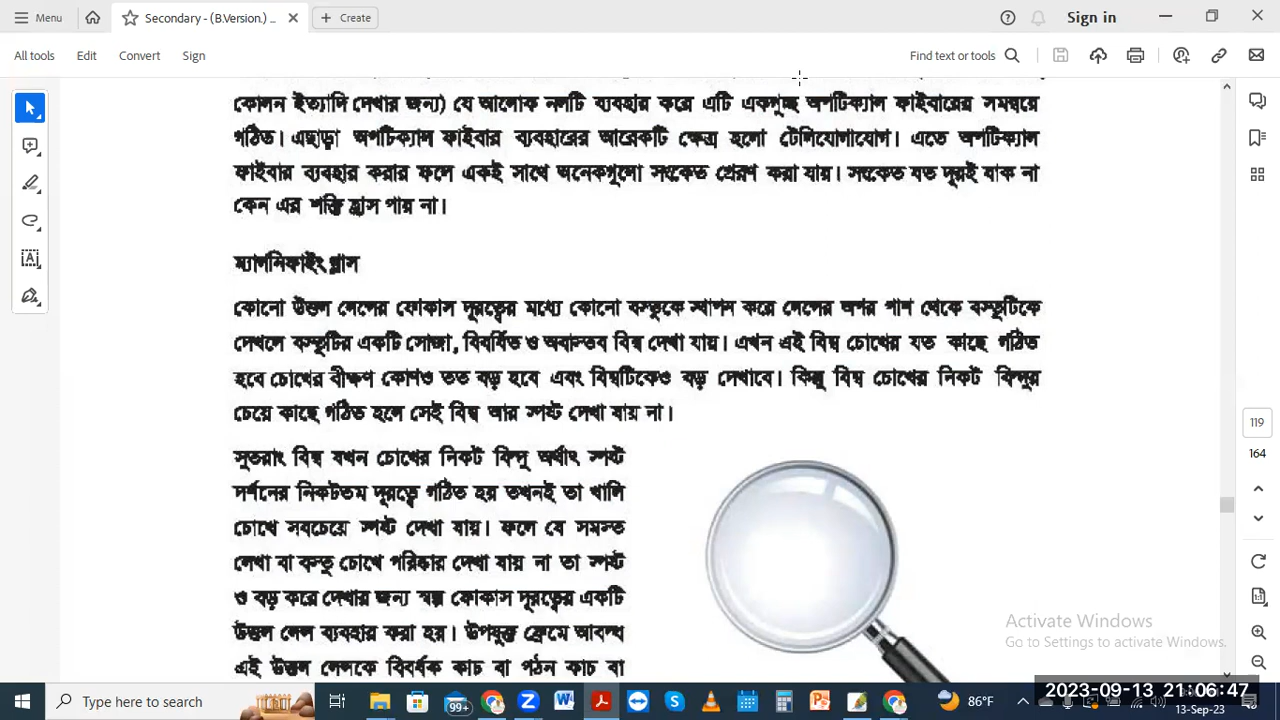 Menu
Secondary - (B.Version.) ...
Create
Sign in
All tools
Edit
Convert
Sign
Find text or tools
কোলন ইত্যাদি দেখার জন্য) যে আলোক নলটি ব্যবহার করে এটি একগুচ্ছ অপটিক্যাল ফাইবারের সমন্বয়ে
গঠিত। এছাড়া অপটিক্যাল ফাইবার ব্যবহারের আরেকটি ক্ষেত্র হলো টেলিযোগাযোগ। এতে অপটিক্যাল
ফাইবার ব্যবহার করার ফলে একই সাথে অনেকগুলো সংকেত প্রেরণ করা যায়। সংকেত যত দূরই যাক না
কেন এর শক্তি হ্রাস পায় না।
ম্যাগনিফাইং গ্লাস
কোনো উত্তল লেন্সের ফোকাস দূরত্বের মধ্যে কোনো বস্তুকে স্থাপন করে লেন্সের অপর পাশ থেকে বস্তুটিকে
দেখলে বস্তুটির একটি সোজা, বিবর্ধিত ও অবাস্তব বিম্ব দেখা যায়। এখন এই বিম্ব চোখের যত কাছে গঠিত
হবে চোখের বীক্ষণ কোণও তত বড় হবে এবং বিম্বটিকেও বড় দেখাবে। কিন্তু বিম্ব চোখের নিকট বিন্দুর
চেয়ে কাছে গঠিত হলে সেই বিম্ব আর স্পষ্ট দেখা যায় না।
সুতরাং বিম্ব যখন চোখের নিকট বিন্দু অর্থাৎ স্পষ্ট
দর্শনের নিকটতম দূরত্বে গঠিত হয় তখনই তা খালি
চোখে সবচেয়ে স্পষ্ট দেখা যায়। ফলে যে সমস্ত
লেখা বা বস্তু চোখে পরিষ্কার দেখা যায় না তা স্পষ্ট
ও বড় করে দেখার জন্য স্বল্প ফোকাস দূরত্বের একটি
উত্তল লেন্স ব্যবহার করা হয়। উপযুক্ত ফ্রেমে আবদ্ধ
এই উত্তল লেন্সকে বিবর্ধক কাচ বা পঠন কাচ বা
119
164
Activate Windows
Go to Settings to activate Windows.
Type here to search
99+
86°F
2023-09-13 21:06:47
13-Sep-23